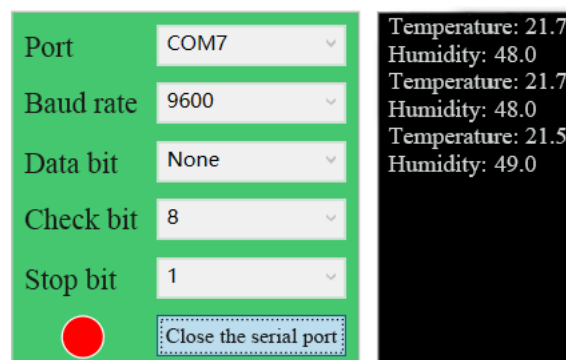 Port
COM7
Baud rate
9600
Data bit
None
Check bit
8
Stop bit
1
Close the serial port
Temperature: 21.7
Humidity: 48.0
Temperature: 21.7
Humidity: 48.0
Temperature: 21.5
Humidity: 49.0